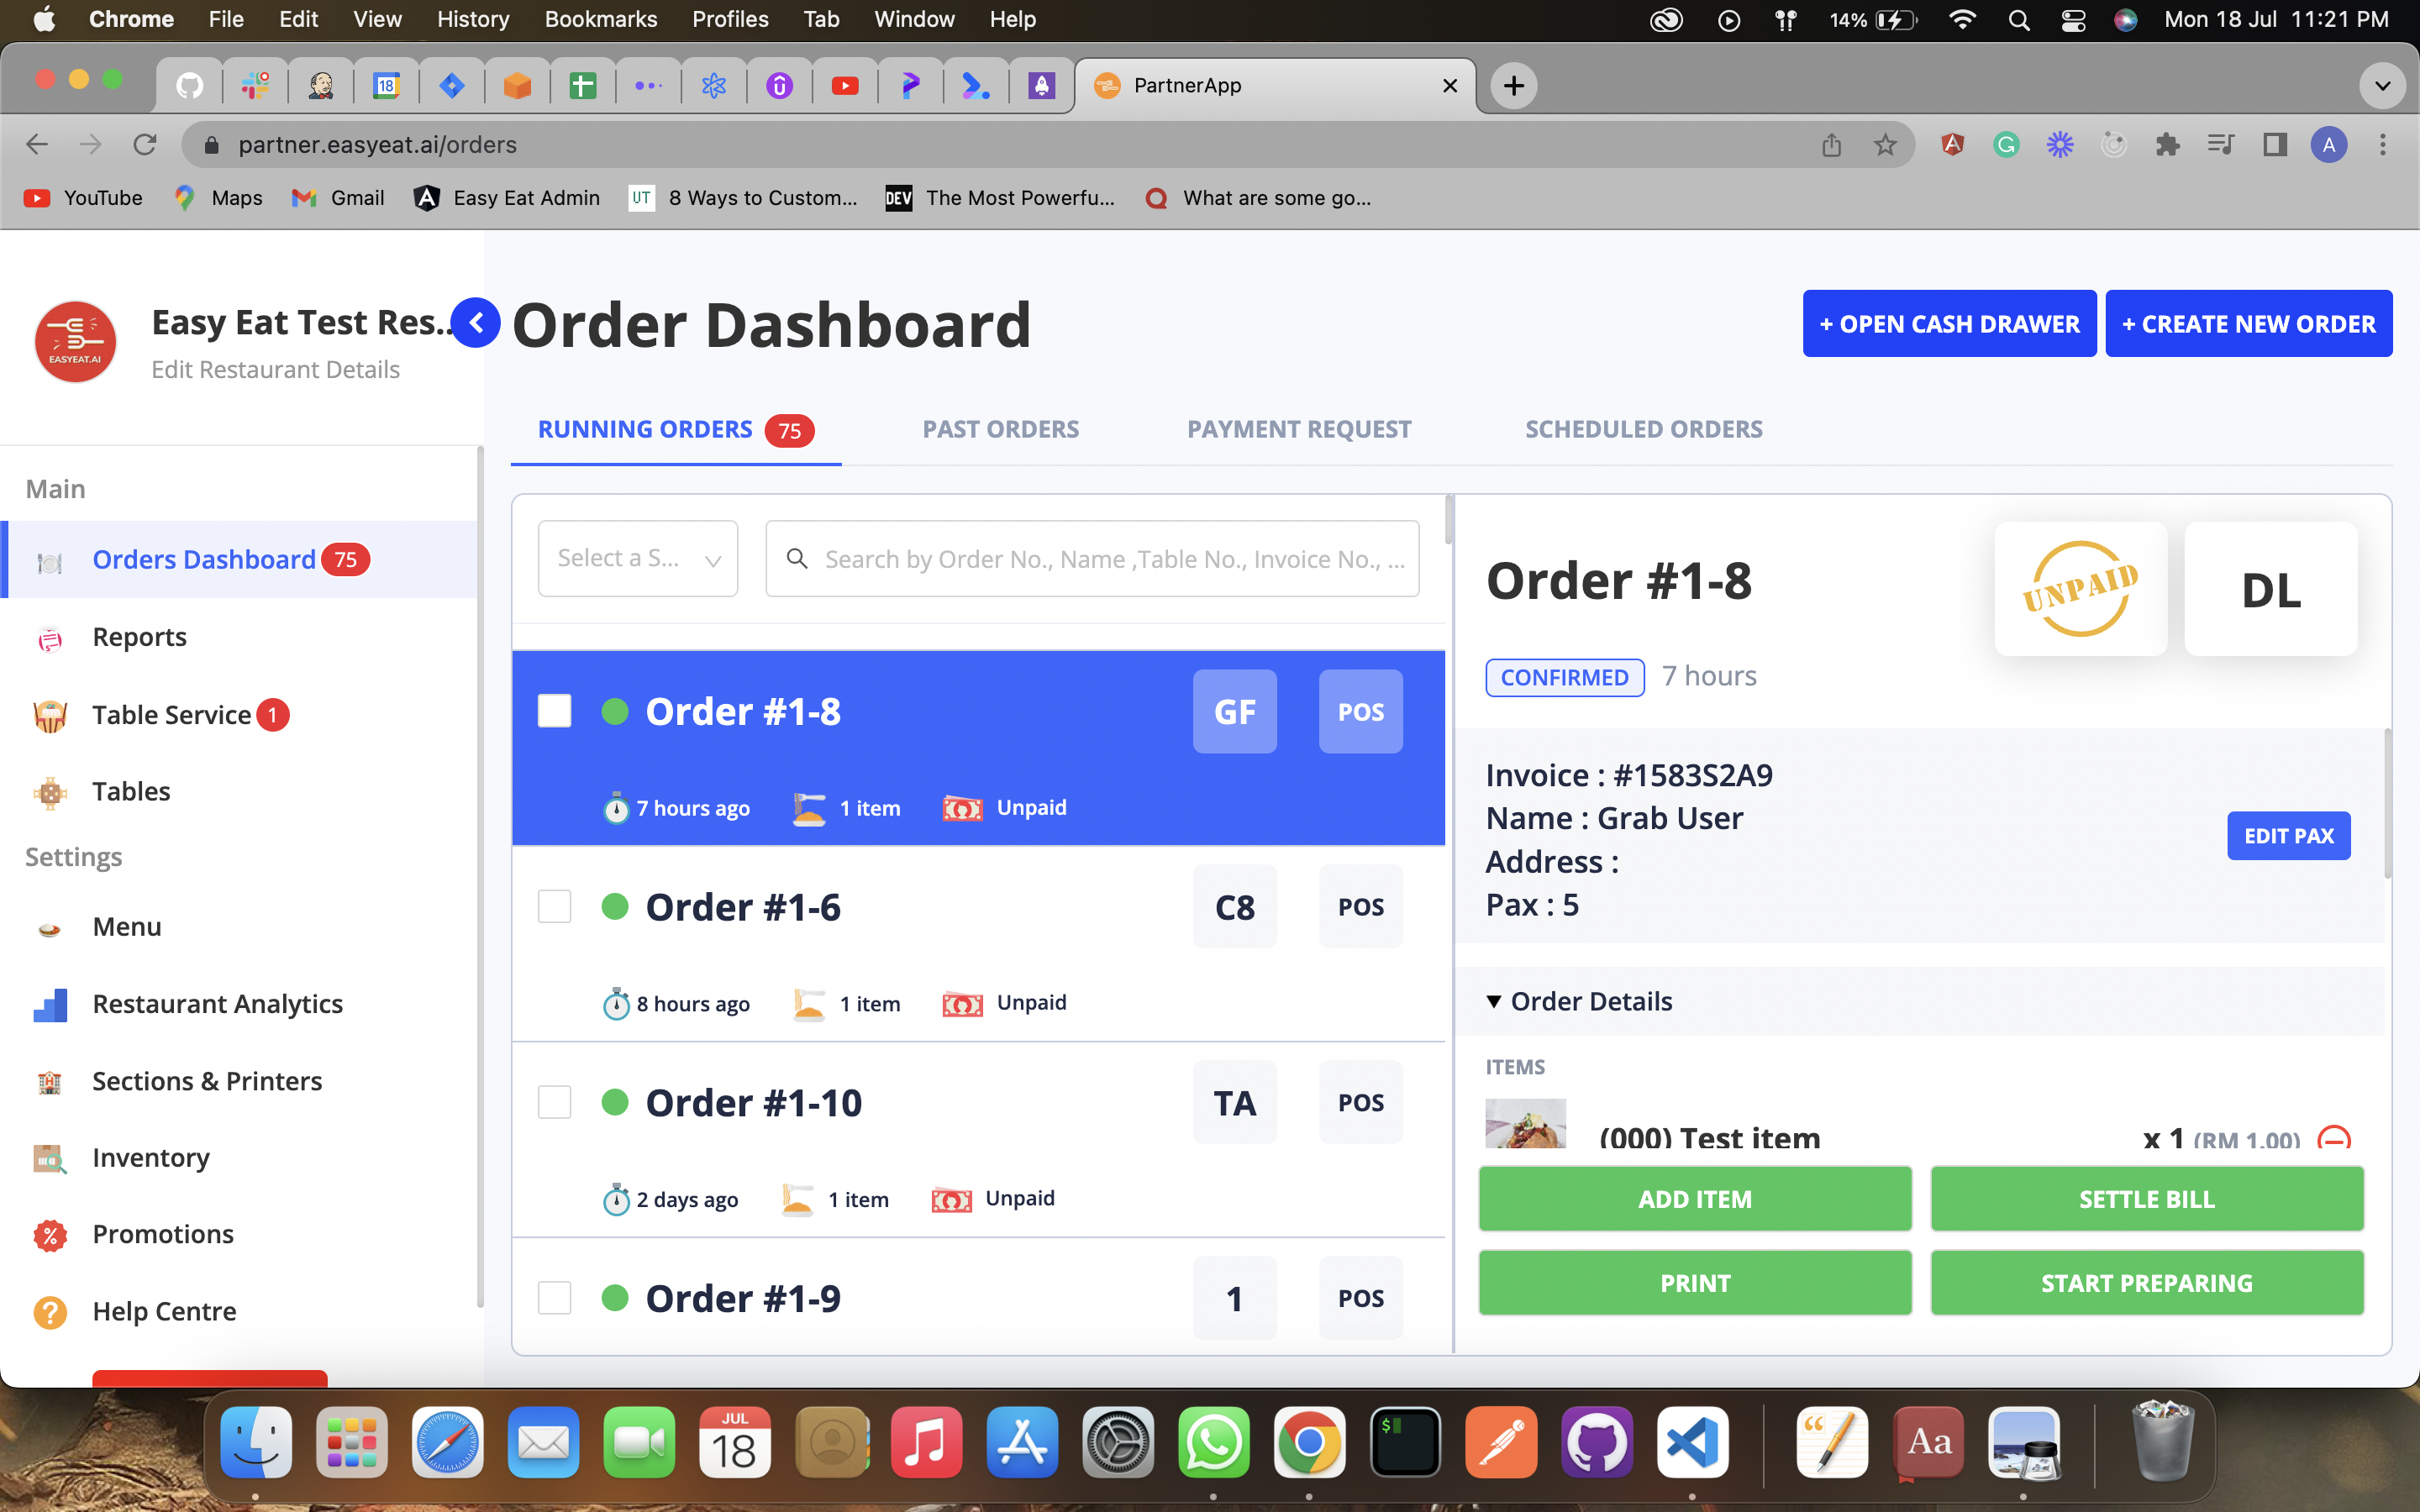 Chrome File Edit View History Bookmarks Profiles Tab Window Help 14% Mon 18 Jul 11:21 PM
18 PartnerApp
partner.easyeat.ai/orders A
YouTube Maps Gmail Easy Eat Admin UT 8 Ways to Custom... DEV The Most Powerfu... What are some go...
EASYEAT.AI
Easy Eat Test Res...
Edit Restaurant Details
Main
Orders Dashboard 75
Reports
Table Service 1
Tables
Settings
Menu
Restaurant Analytics
Sections & Printers
Inventory
Promotions
Help Centre
Order Dashboard
+ OPEN CASH DRAWER
+ CREATE NEW ORDER
RUNNING ORDERS 75 PAST ORDERS PAYMENT REQUEST SCHEDULED ORDERS
Select a S... Search by Order No., Name ,Table No., Invoice No., ...
Order #1-8 GF POS
7 hours ago 1 item Unpaid
Order #1-6 C8 POS
8 hours ago 1 item Unpaid
Order #1-10 TA POS
2 days ago 1 item Unpaid
Order #1-9 1 POS
Order #1-8
UNPAID
DL
CONFIRMED 7 hours
Invoice : #1583S2A9
Name : Grab User
Address :
Pax : 5
EDIT PAX
Order Details
ITEMS
(000) Test item x 1 (RM 1.00)
ADD ITEM
SETTLE BILL
PRINT
START PREPARING
JUL
18
$
Aa